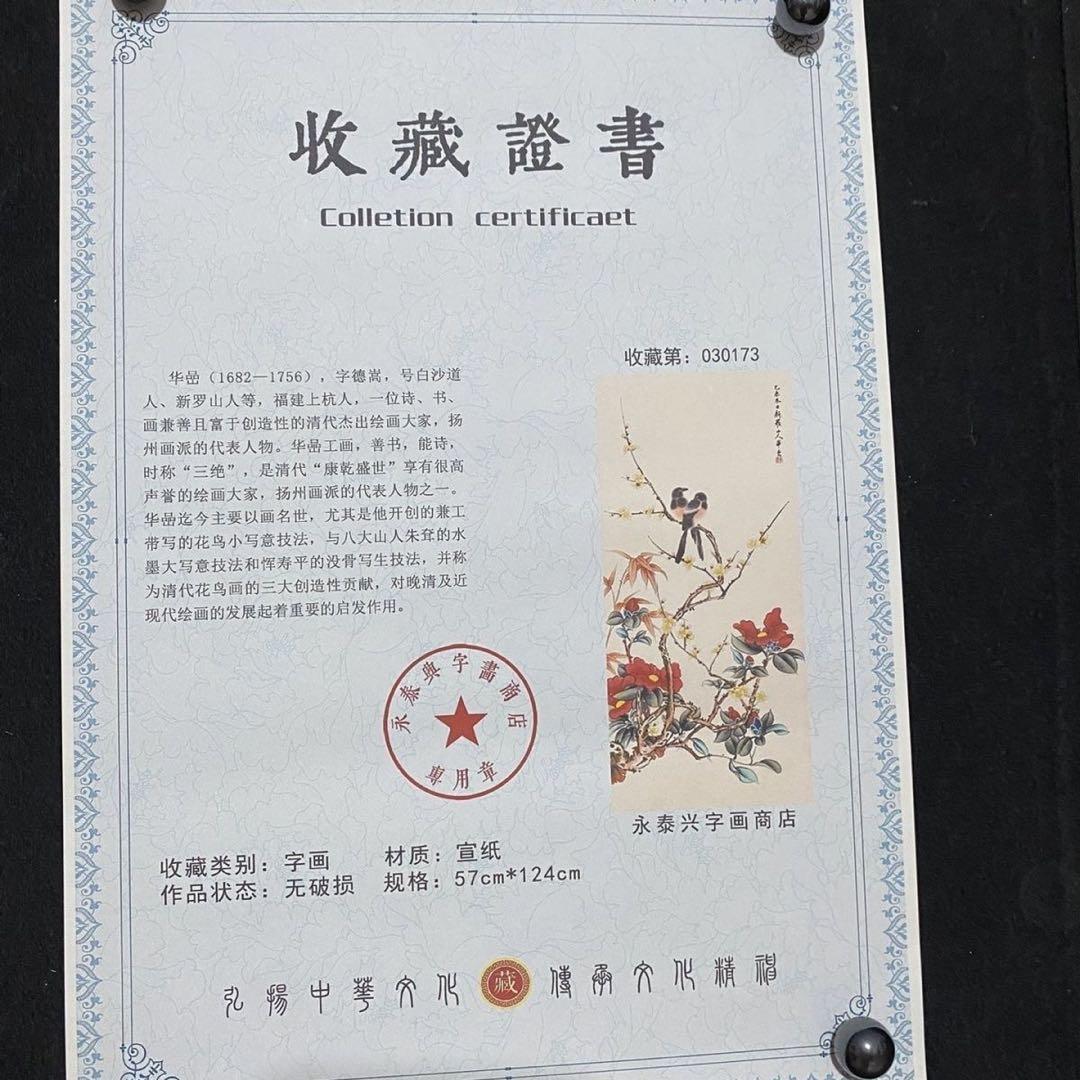 收藏證書
Colletion certificaet
收藏第：030173
华嵒（1682—1756），字德嵩，号白沙道
人、新罗山人等，福建上杭人，一位诗、书、
画兼善且富于创造性的清代杰出绘画大家，扬
州画派的代表人物。华嵒工画，善书，能诗，
时称“三绝”，是清代“康乾盛世”享有很高
声誉的绘画大家，扬州画派的代表人物之一。
华嵒迄今主要以画名世，尤其是他开创的兼工
带写的花鸟小写意技法，与八大山人朱耷的水
墨大写意技法和恽寿平的没骨写生技法，并称
为清代花鸟画的三大创造性贡献，对晚清及近
现代绘画的发展起着重要的启发作用。
永泰興字畵商店
專用章
永泰兴字画商店
收藏类别：字画 材质：宣纸
作品状态：无破损 规格：57cm*124cm
弘揚中華文化 藏 傳承文化精神